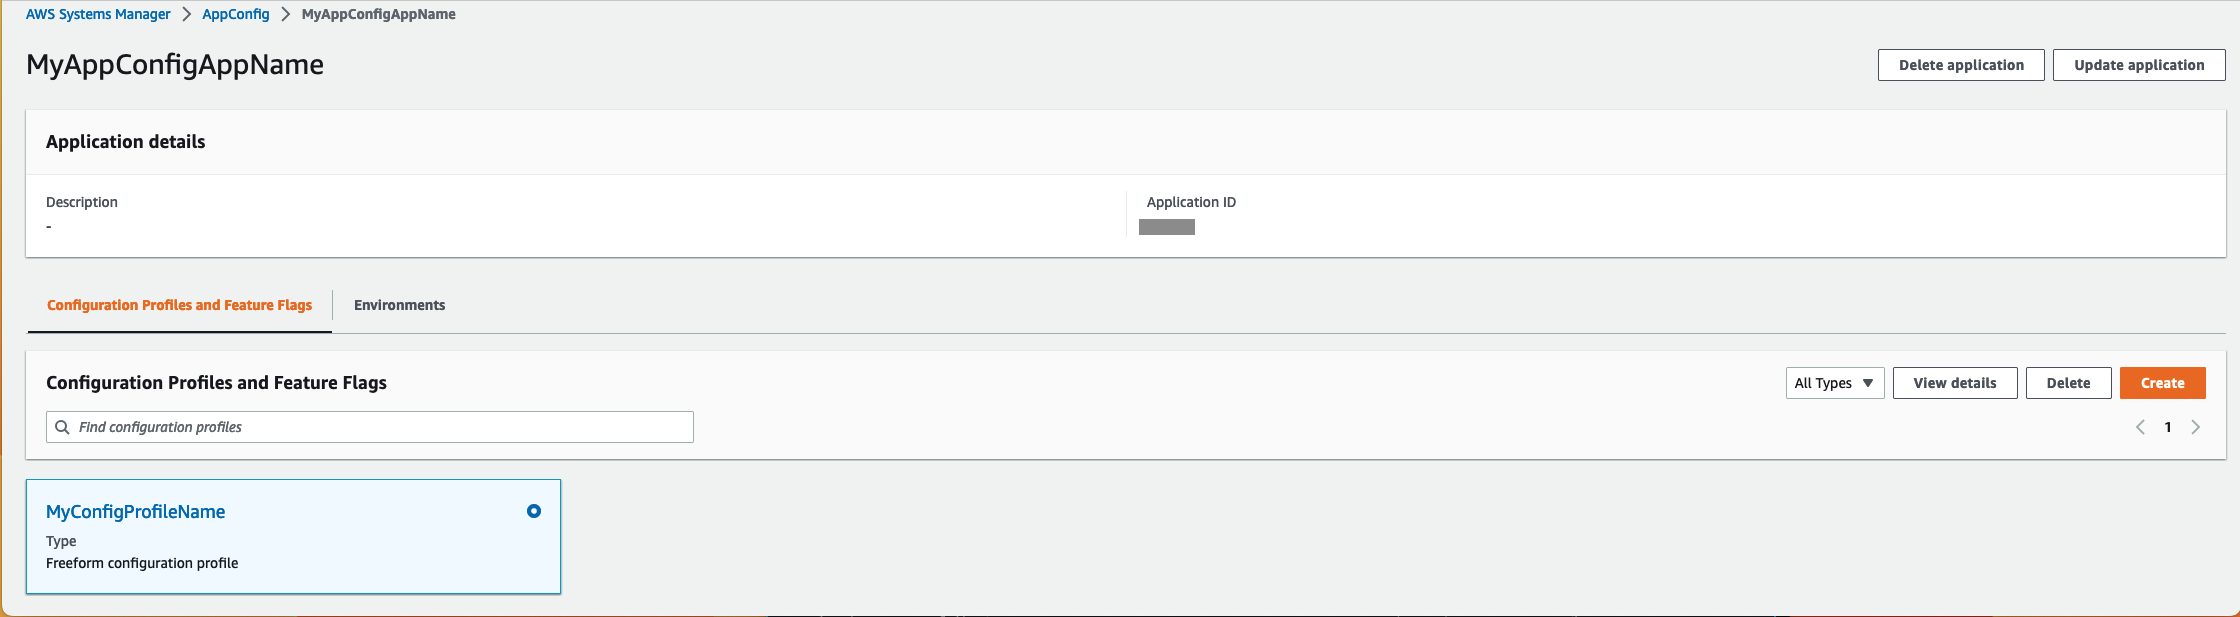 AWS Systems Manager > AppConfig > MyAppConfigAppName
MyAppConfigAppName
Delete application
Update application
Application details
Description
-
Application ID
Configuration Profiles and Feature Flags
Environments
Configuration Profiles and Feature Flags
All Types
View details
Delete
Create
Find configuration profiles
1
MyConfigProfileName
Type
Freeform configuration profile